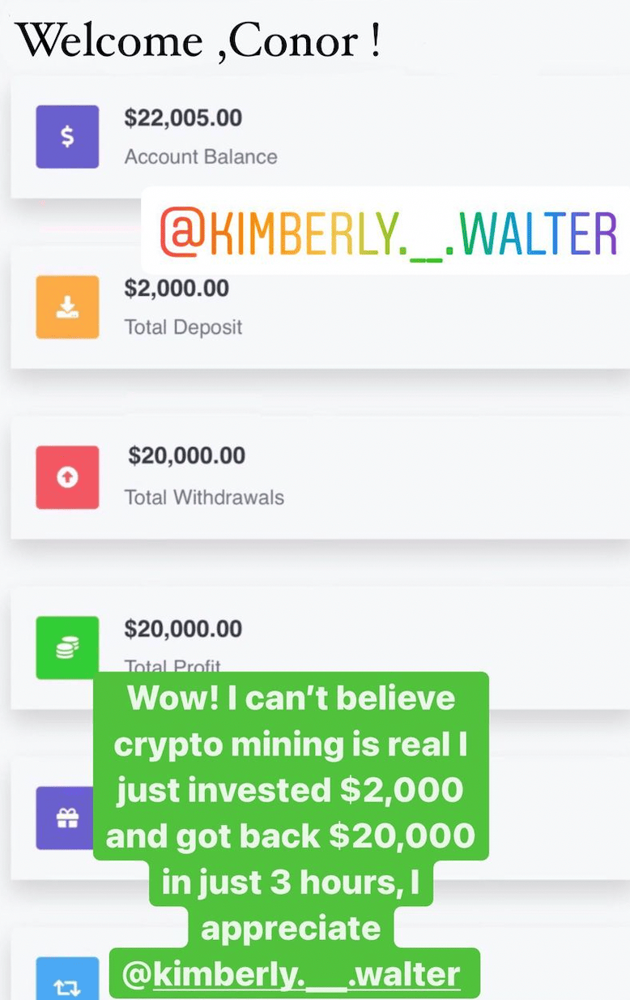 Welcome ,Conor !
$22,005.00
Account Balance
@KIMBERLY.__.WALTER
$2,000.00
Total Deposit
$20,000.00
Total Withdrawals
$20,000.00
Total Profit
Wow! I can’t believe
crypto mining is real I
just invested $2,000
and got back $20,000
in just 3 hours, I
appreciate
@kimberly.__.walter